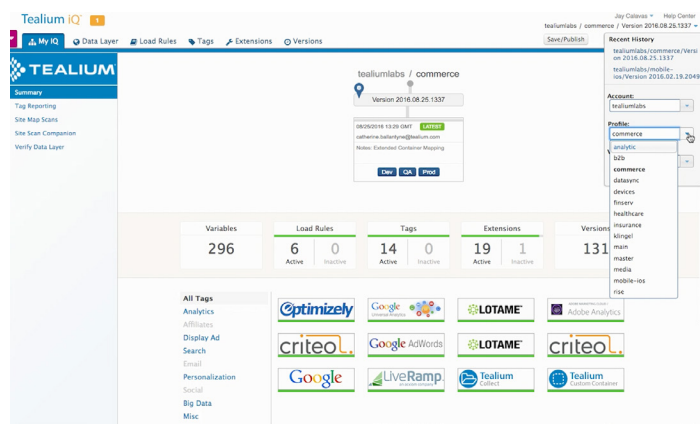 Tealium iQ 1
Jay Calavas Help Center
tealiumlabs / commerce / Version 2016.08.25.1337
My IQ Data Layer Load Rules Tags Extensions Versions Save/Publish
Recent History
tealiumlabs/commerce/Versi
on 2016.08.25.1337
tealiumlabs/mobile-
ios/Version 2016.02.19.2049
Account:
tealiumlabs
Profile:
commerce
analytic
b2b
commerce
datasync
devices
finserv
healthcare
insurance
klingel
main
master
media
mobile-ios
rise
TEALIUM
Summary
Tag Reporting
Site Map Scans
Site Scan Companion
Verify Data Layer
tealiumlabs / commerce
Version 2016.08.25.1337
08/25/2016 13:29 GMT LATEST
catherine.ballantyne@tealium.com
Notes: Extended Container Mapping
Dev QA Prod
Variables Load Rules Tags Extensions Versions
296 6 0 14 0 19 1 131
Active Inactive Active Inactive Active Inactive
All Tags
Analytics
Affiliates
Display Ad
Search
Email
Personalization
Social
Big Data
Misc
Optimizely Google Universal Analytics LOTAME Adobe Analytics
criteo Google AdWords LOTAME criteo
Google LiveRamp Tealium Collect Tealium Custom Container